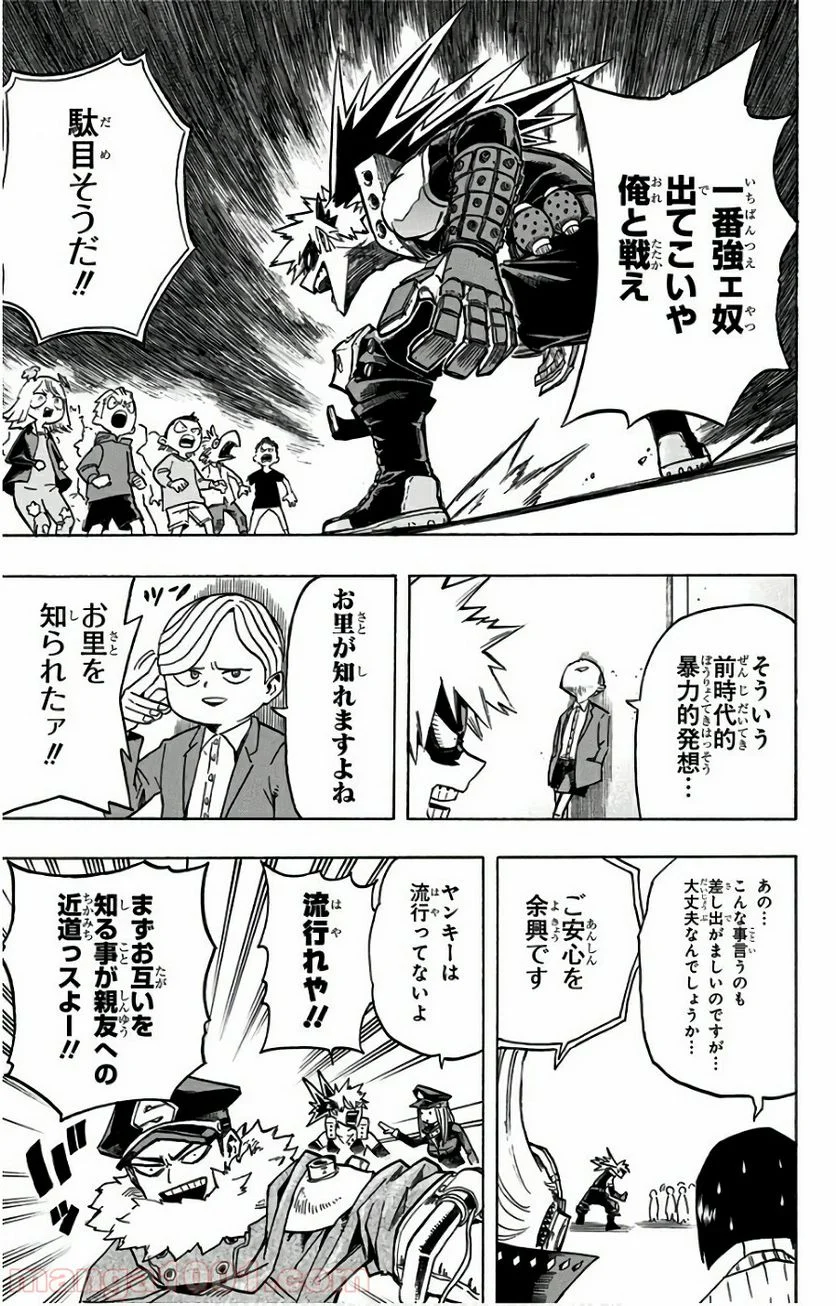 一番強ェ奴
出てこいや
俺と戦え
駄目そうだ!!
そういう
前時代的
暴力的発想…
お里が知れますよね
お里を
知られたァ!!
ツン
あの…
こんな事言うのも
差し出がましいのですが…
大丈夫なんでしょうか…
ご安心を
余興です
ヤンキーは
流行ってないよ
流行れや!!
まずお互いを
知る事が親友への
近道っスよー!!